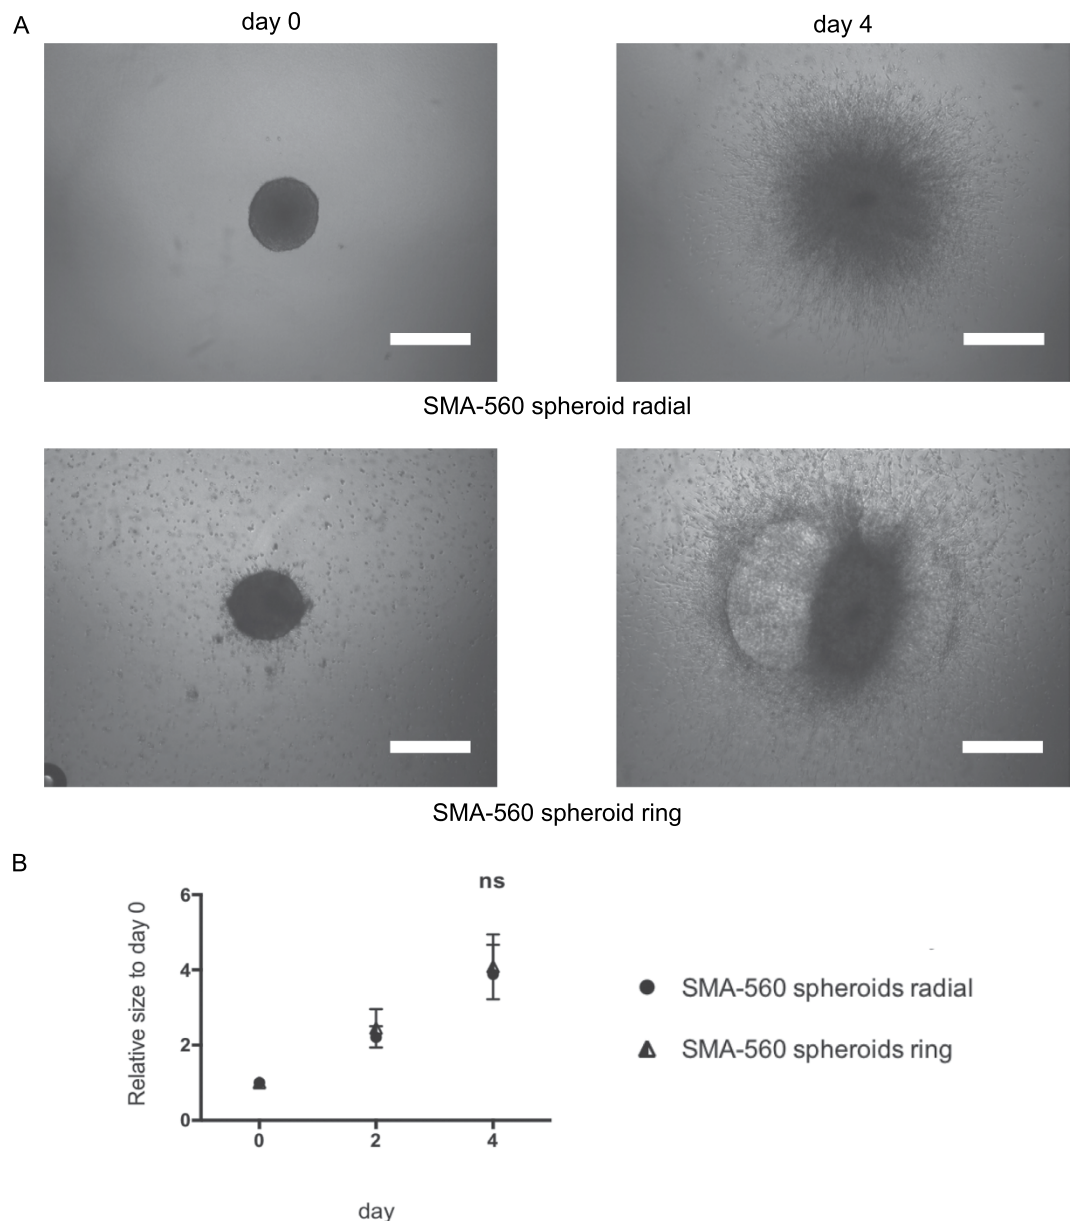 A
day 0
day 4
SMA-560 spheroid radial
SMA-560 spheroid ring
B
ns
6
4
2
0
Relative size to day 0
0
2
4
day
SMA-560 spheroids radial
SMA-560 spheroids ring